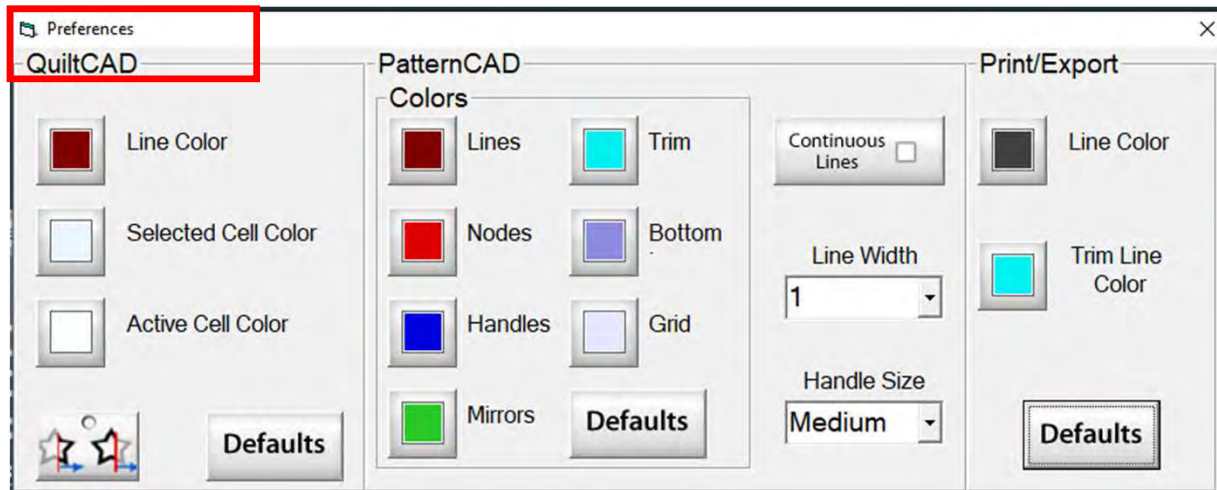 Preferences
QuiltCAD
Line Color
Selected Cell Color
Active Cell Color
Defaults
PatternCAD
Colors
Lines
Nodes
Handles
Mirrors
Trim
Bottom
Grid
Defaults
Continuous
Lines
Line Width
1
Handle Size
Medium
Print/Export
Line Color
Trim Line
Color
Defaults